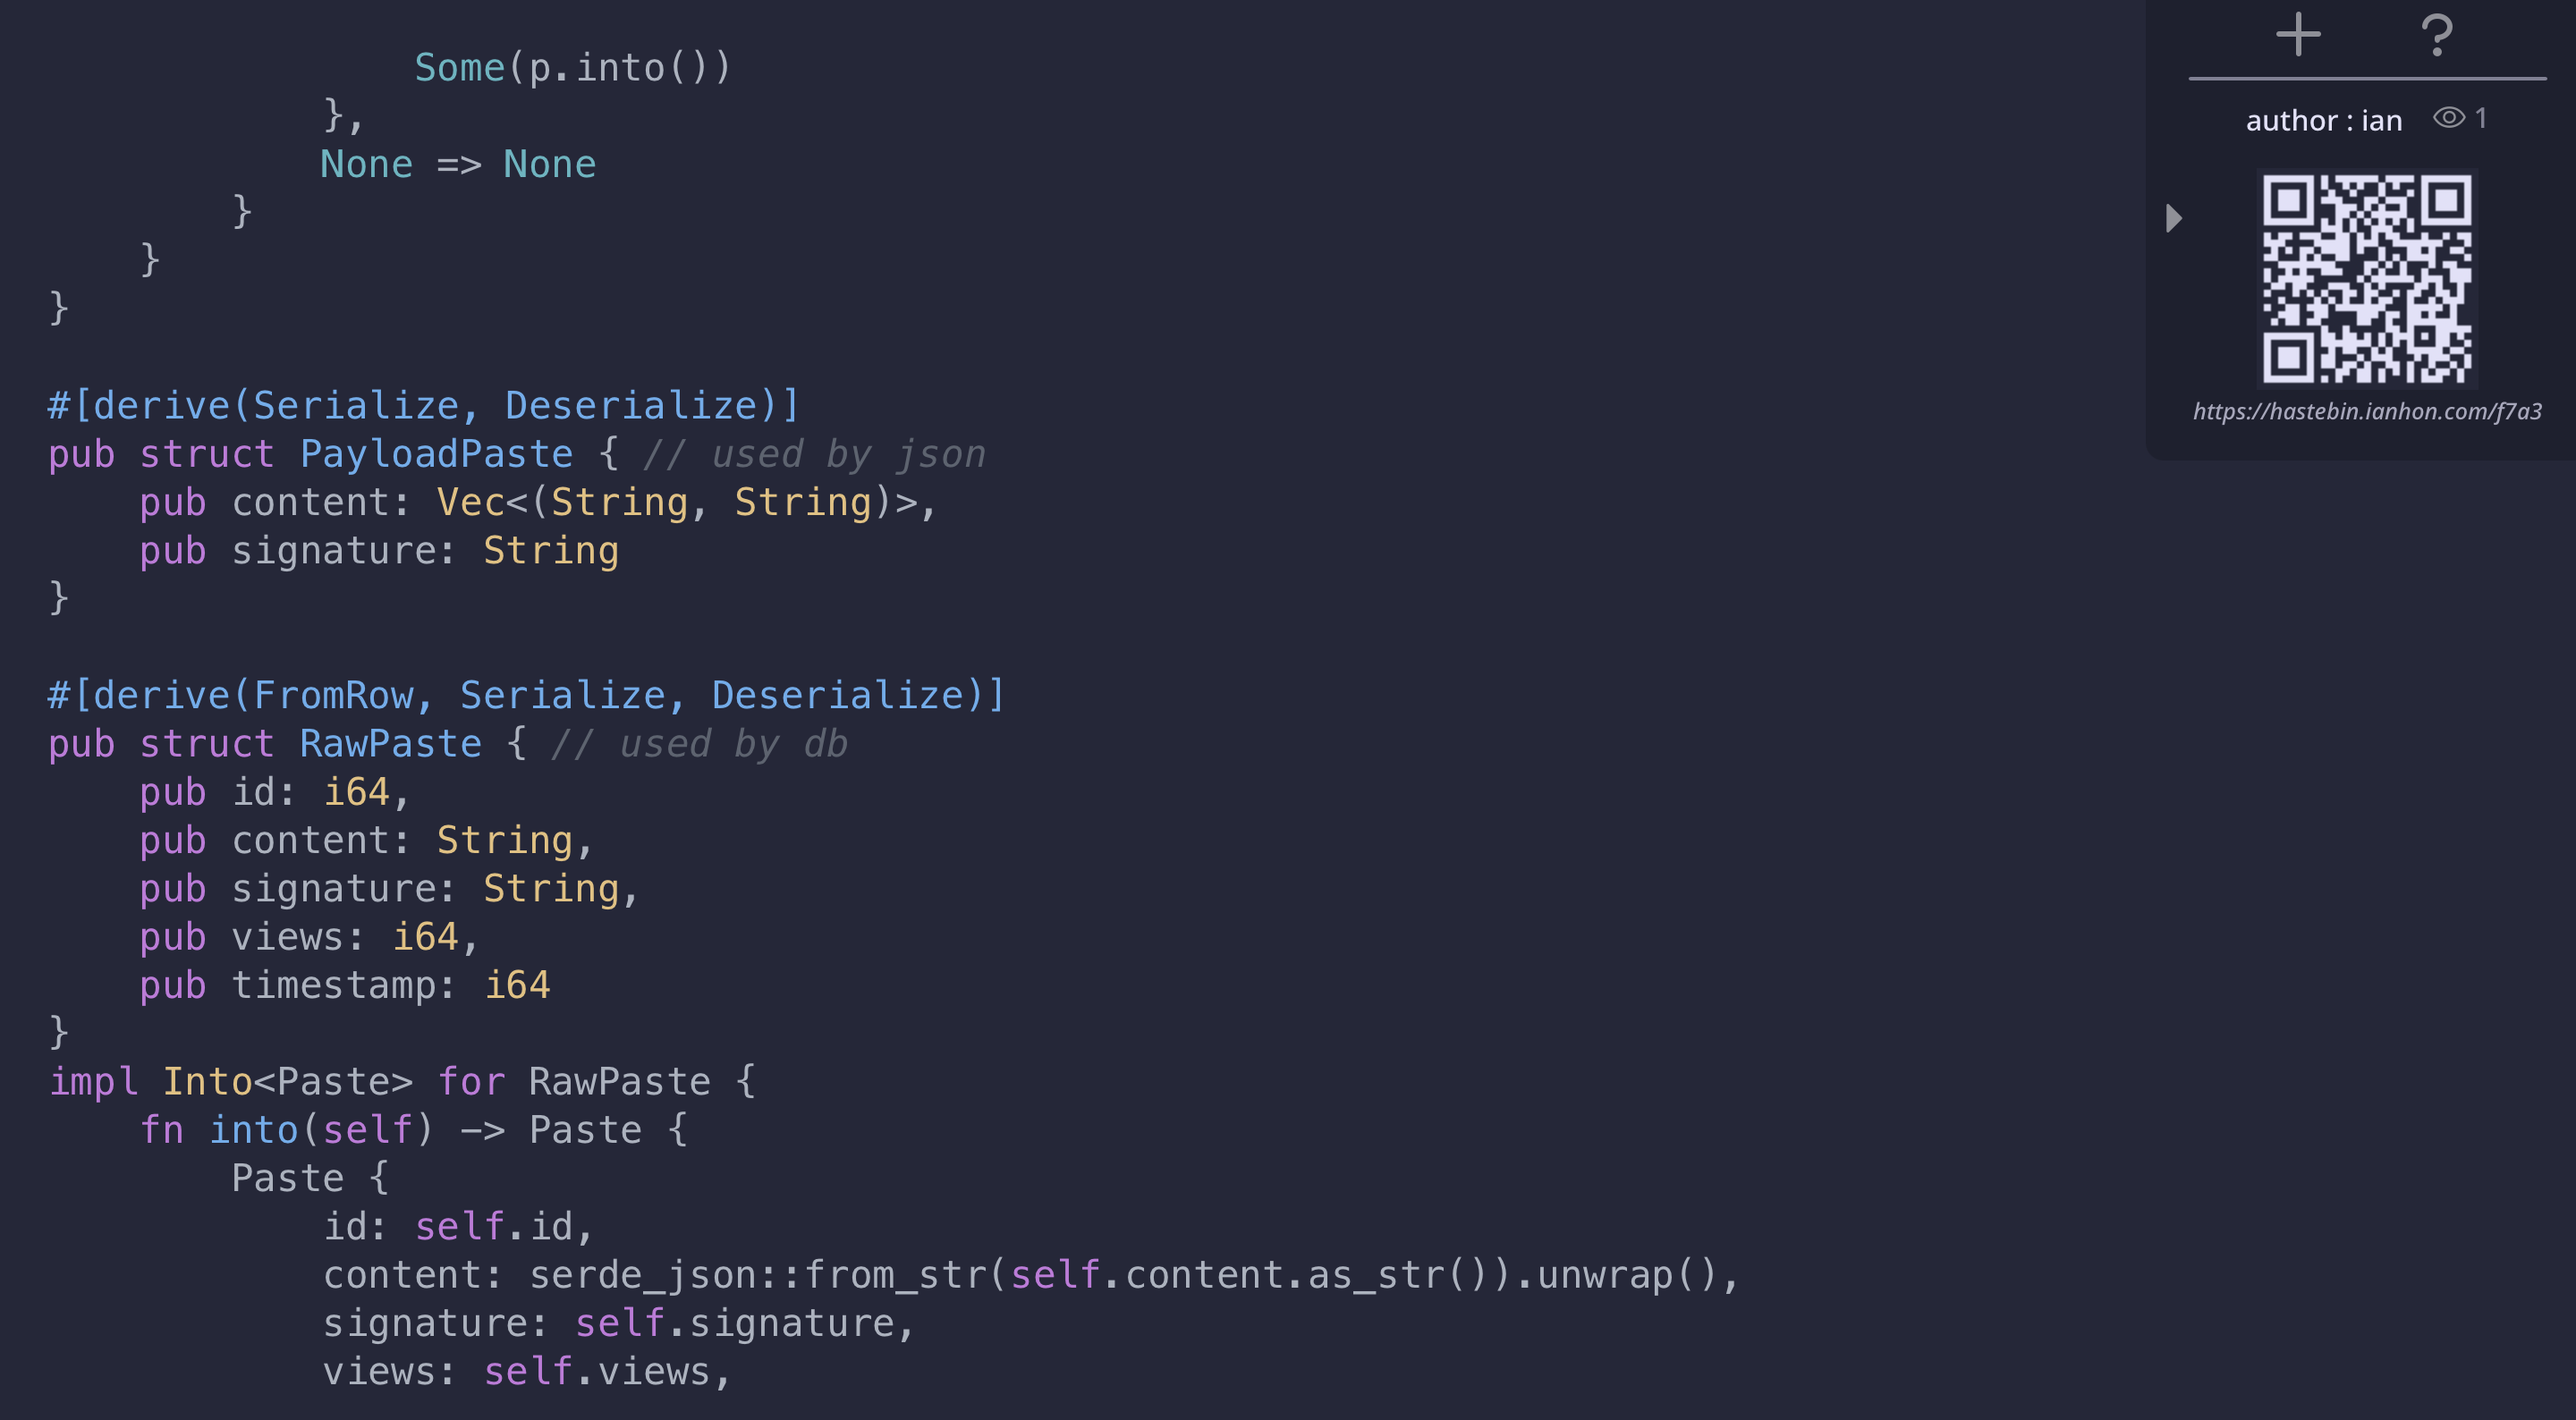 Some(p.into())
            },
            None => None
        }
    }
}

#[derive(Serialize, Deserialize)]
pub struct PayloadPaste { // used by json
    pub content: Vec<(String, String)>,
    pub signature: String
}

#[derive(FromRow, Serialize, Deserialize)]
pub struct RawPaste { // used by db
    pub id: i64,
    pub content: String,
    pub signature: String,
    pub views: i64,
    pub timestamp: i64
}
impl Into<Paste> for RawPaste {
    fn into(self) -> Paste {
        Paste {
            id: self.id,
            content: serde_json::from_str(self.content.as_str()).unwrap(),
            signature: self.signature,
            views: self.views,
+ ?
author : ian 1
https://hastebin.ianhon.com/f7a3